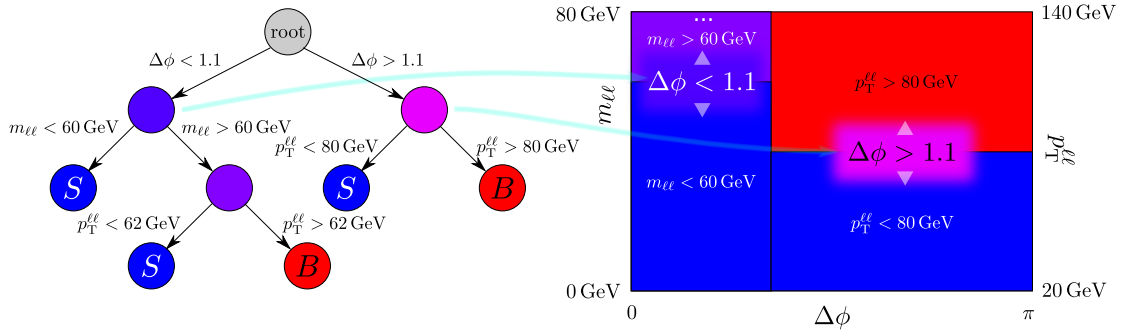 root
Δϕ < 1.1
Δϕ > 1.1
m_ℓℓ < 60 GeV
m_ℓℓ > 60 GeV
p_T^ℓℓ < 80 GeV
p_T^ℓℓ > 80 GeV
S
S
B
p_T^ℓℓ < 62 GeV
p_T^ℓℓ > 62 GeV
S
B
80 GeV
...
140 GeV
m_ℓℓ > 60 GeV
Δϕ < 1.1
p_T^ℓℓ > 80 GeV
m_ℓℓ
Δϕ > 1.1
p_T^ℓℓ
m_ℓℓ < 60 GeV
p_T^ℓℓ < 80 GeV
0 GeV
20 GeV
0
Δϕ
π